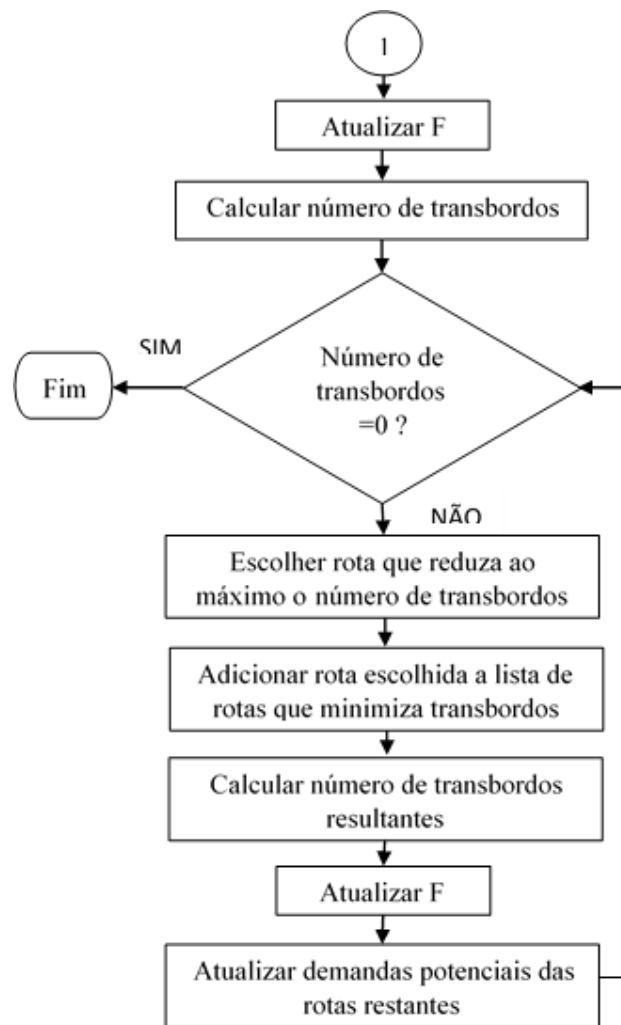 1
Atualizar F
Calcular número de transbordos
SIM
Número de
transbordos
=0 ?
Fim
NÃO
Escolher rota que reduza ao
máximo o número de transbordos
Adicionar rota escolhida a lista de
rotas que minimiza transbordos
Calcular número de transbordos
resultantes
Atualizar F
Atualizar demandas potenciais das
rotas restantes